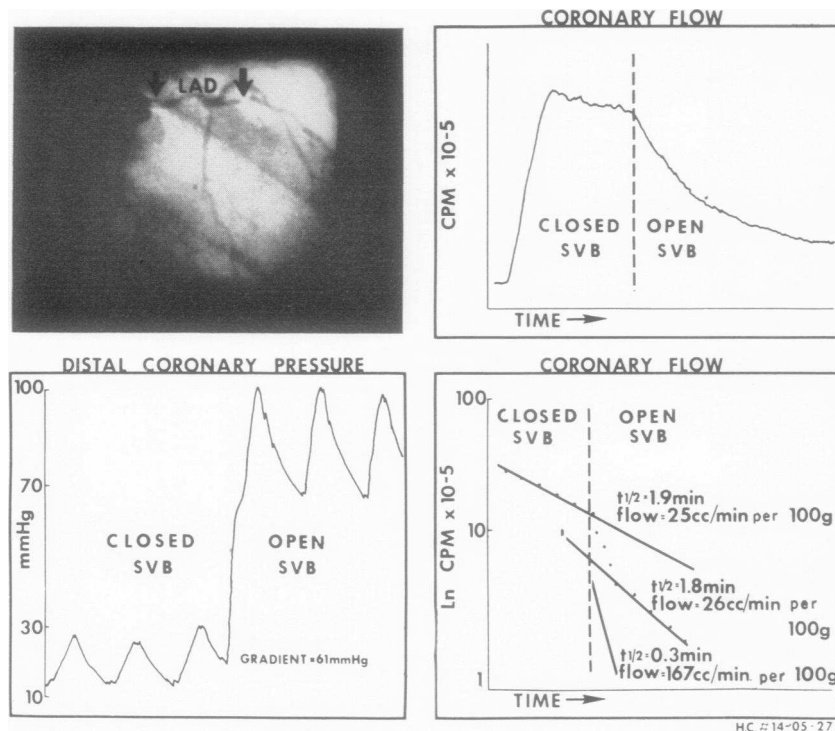 LAD
CORONARY FLOW
CPM x 10-5
CLOSED
SVB
OPEN
SVB
TIME
DISTAL CORONARY PRESSURE
mmHg
100
70
30
10
CLOSED
SVB
OPEN
SVB
GRADIENT = 61mmHg
CORONARY FLOW
Ln CPM x 10-5
100
10
1
CLOSED
SVB
OPEN
SVB
t1/2 = 1.9min
flow = 25cc/min per 100g
t1/2 = 1.8min
flow = 26cc/min per
100g
t1/2 = 0.3min
flow = 167cc/min. per 100g
TIME
HC # 14-05-27